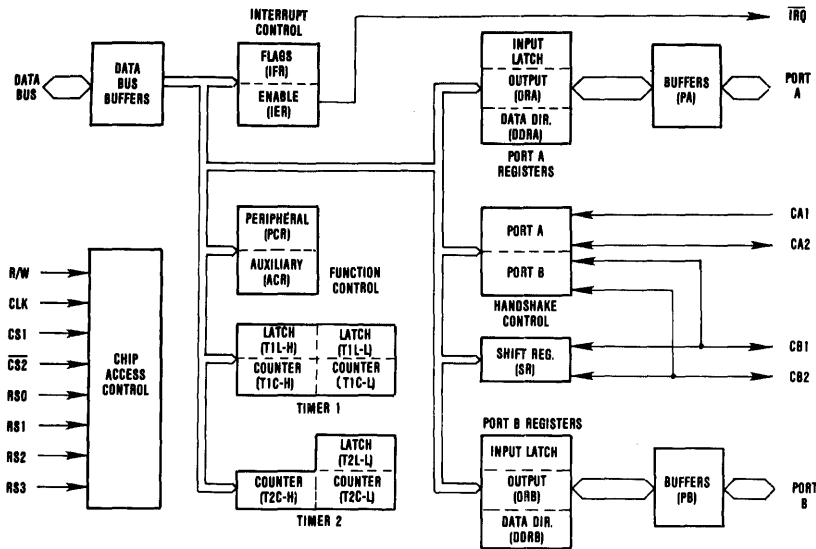 INTERRUPT
CONTROL
IRQ
DATA
BUS
DATA
BUS
BUFFERS
FLAGS
(IFR)
ENABLE
(IER)
INPUT
LATCH
OUTPUT
(ORA)
DATA DIR.
(DDRA)
PORT A
REGISTERS
BUFFERS
(PA)
PORT
A
PERIPHERAL
(PCR)
AUXILIARY
(ACR)
FUNCTION
CONTROL
PORT A
PORT B
HANDSHAKE
CONTROL
CA1
CA2
R/W
CLK
CS1
CS2
RS0
RS1
RS2
RS3
CHIP
ACCESS
CONTROL
LATCH
(T1L-H)
LATCH
(T1L-L)
COUNTER
(T1C-H)
COUNTER
(T1C-L)
TIMER 1
SHIFT REG.
(SR)
CB1
CB2
LATCH
(T2L-L)
COUNTER
(T2C-H)
COUNTER
(T2C-L)
TIMER 2
PORT B REGISTERS
INPUT LATCH
OUTPUT
(ORB)
DATA DIR.
(DDRB)
BUFFERS
(PB)
PORT
B